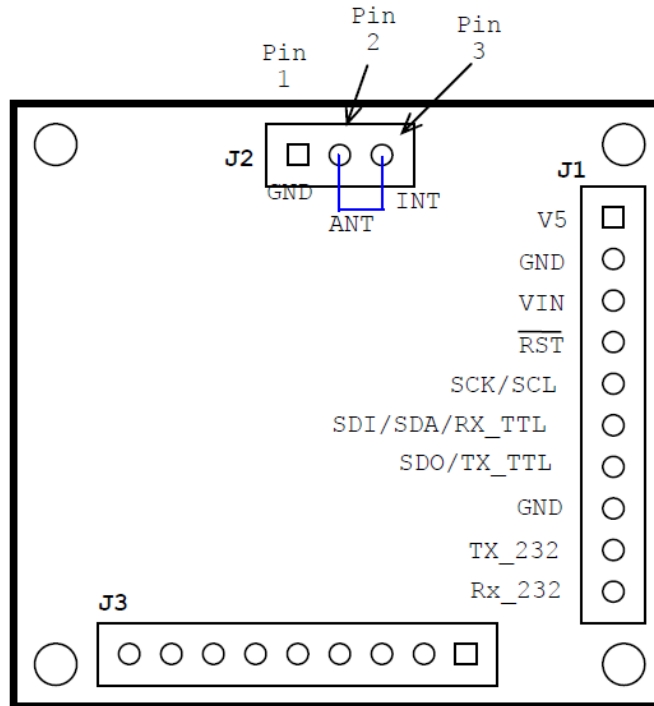 Pin
2
Pin
3
Pin
1
J2
GND
INT
ANT
J1
V5
GND
VIN
RST
SCK/SCL
SDI/SDA/RX_TTL
SDO/TX_TTL
GND
TX_232
Rx_232
J3